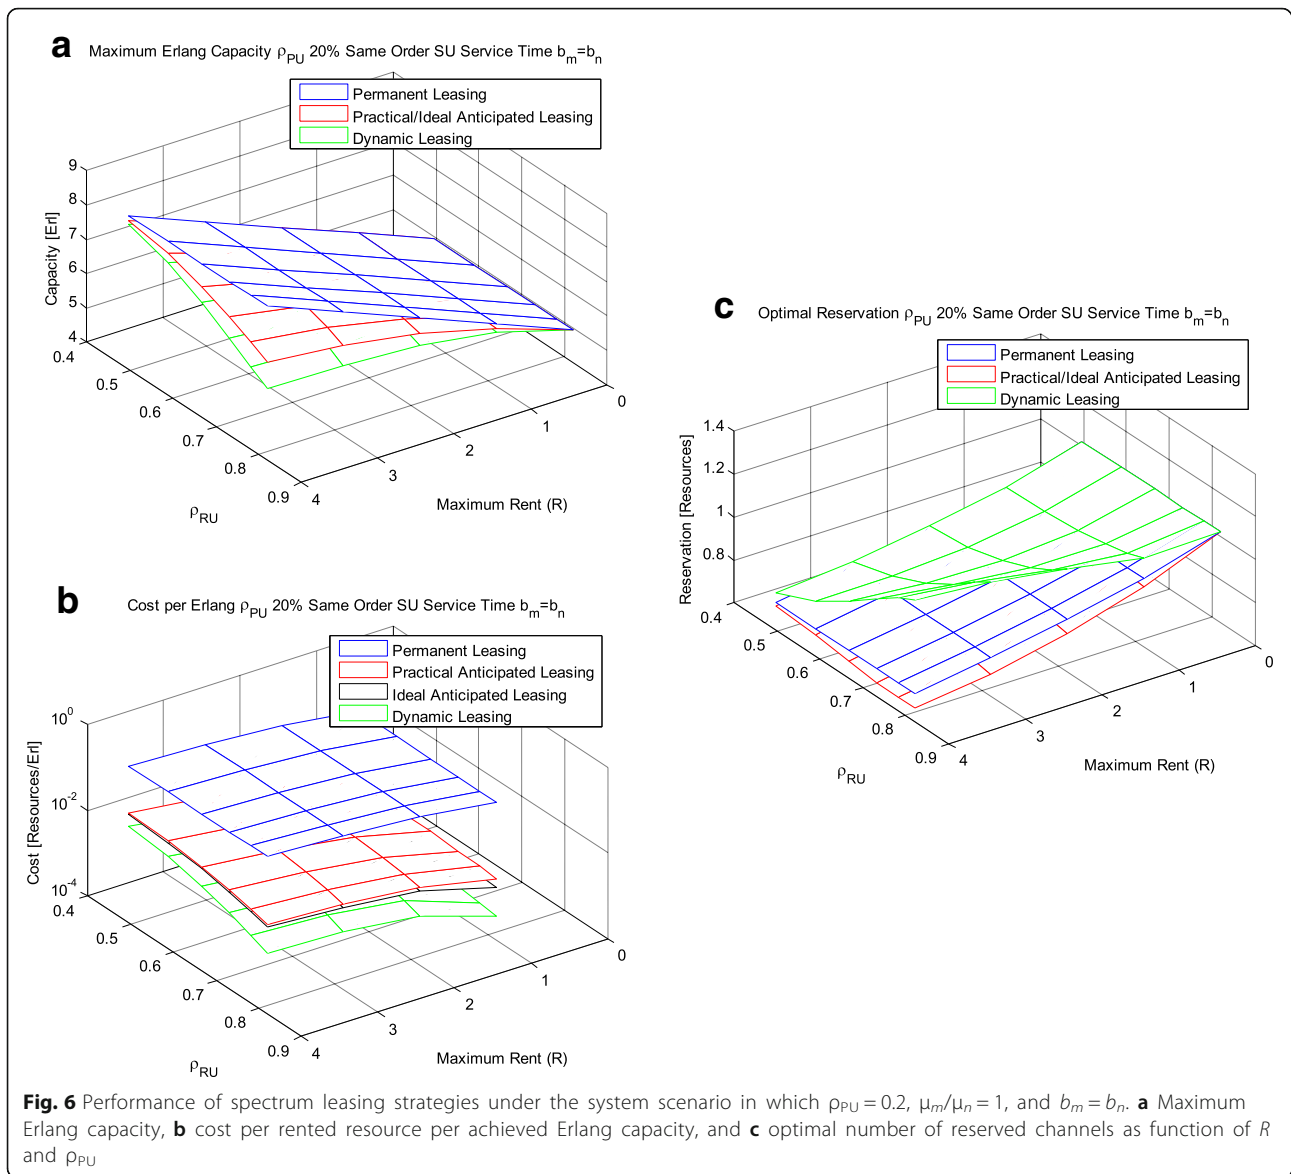 a
Maximum Erlang Capacity ρPU 20% Same Order SU Service Time bm=bn
Permanent Leasing
Practical/Ideal Anticipated Leasing
Dynamic Leasing
Capacity [Erl]
9
8
7
6
5
4
0.4
0.5
0.6
0.7
0.8
0.9
ρRU
4
3
2
1
0
Maximum Rent (R)
b
Cost per Erlang ρPU 20% Same Order SU Service Time bm=bn
Permanent Leasing
Practical Anticipated Leasing
Ideal Anticipated Leasing
Dynamic Leasing
Cost [Resources/Erl]
10^0
10^-2
10^-4
0.4
0.5
0.6
0.7
0.8
0.9
ρRU
4
3
2
1
0
Maximum Rent (R)
c
Optimal Reservation ρPU 20% Same Order SU Service Time bm=bn
Permanent Leasing
Practical/Ideal Anticipated Leasing
Dynamic Leasing
Reservation [Resources]
1.4
1.2
1
0.8
0.4
0.5
0.6
0.7
0.8
0.9
ρRU
4
3
2
1
0
Maximum Rent (R)
Fig. 6 Performance of spectrum leasing strategies under the system scenario in which ρPU = 0.2, μm/μn = 1, and bm = bn. a Maximum
Erlang capacity, b cost per rented resource per achieved Erlang capacity, and c optimal number of reserved channels as function of R
and ρPU